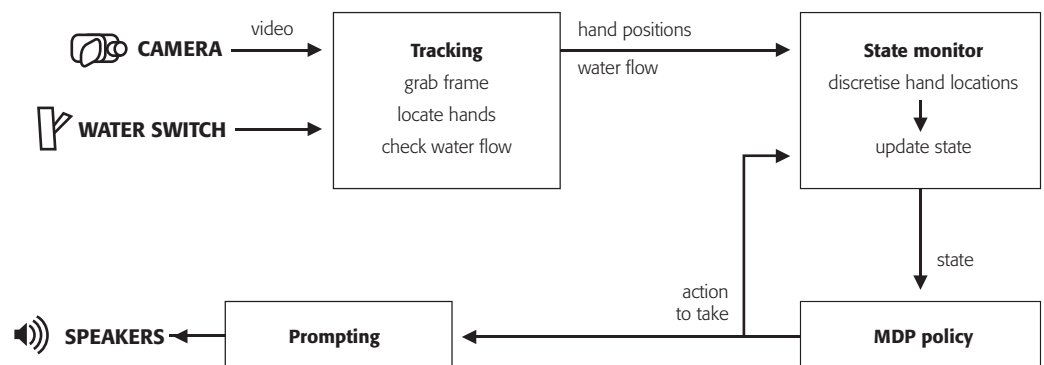 video
CAMERA
WATER SWITCH
Tracking
grab frame
locate hands
check water flow
hand positions
water flow
State monitor
discretise hand locations
update state
state
action
to take
SPEAKERS
Prompting
MDP policy